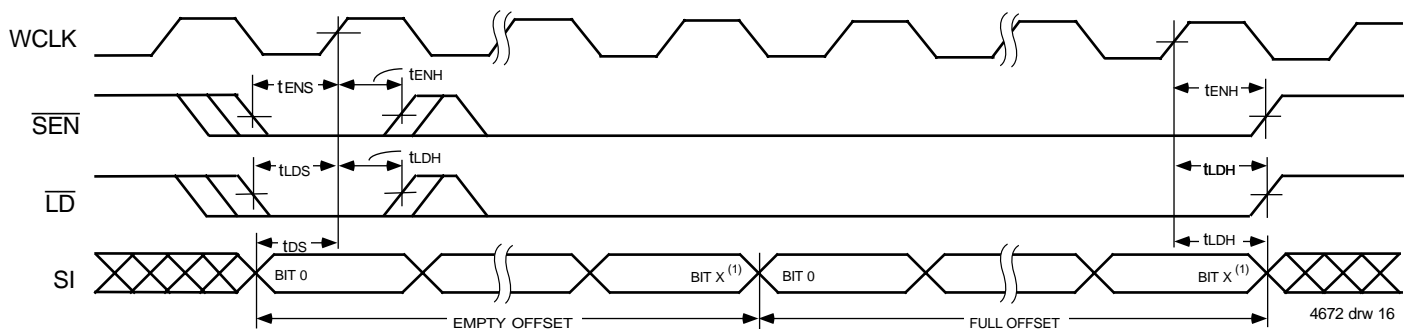 WCLK
tENS
tENH
tENH
SEN
tLDS
tLDH
tLDH
LD
tDS
tLDH
SI
BIT 0
BIT X (1)
BIT 0
BIT X (1)
EMPTY OFFSET
FULL OFFSET
4672 drw 16